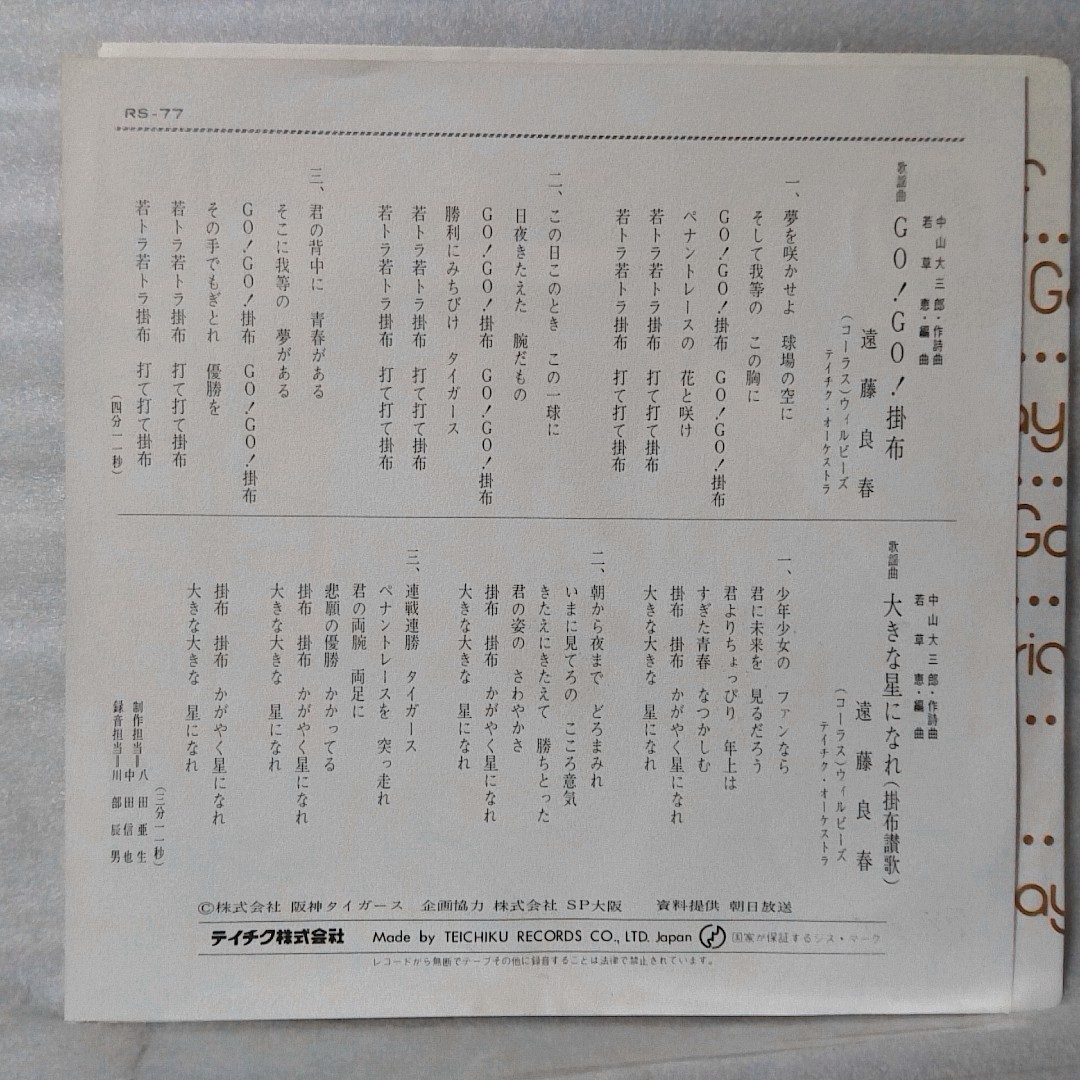 RS-77
歌謡曲 GO!GO!掛布
中山大三郎・作詩曲
若草恵・編曲
遠藤良春
(コーラス)ウィルビーズ
テイチク・オーケストラ
一、夢を咲かせよ 球場の空に
そして我等の この胸に
GO!GO!掛布 GO!GO!掛布
ペナントレースの 花と咲け
若トラ若トラ掛布 打て打て掛布
若トラ若トラ掛布 打て打て掛布
二、この日このとき この一球に
日夜きたえた 腕だもの
GO!GO!掛布 GO!GO!掛布
勝利にみちびけ タイガース
若トラ若トラ掛布 打て打て掛布
若トラ若トラ掛布 打て打て掛布
三、君の背中に 青春がある
そこに我等の 夢がある
GO!GO!掛布 GO!GO!掛布
その手でもぎとれ 優勝を
若トラ若トラ掛布 打て打て掛布
若トラ若トラ掛布 打て打て掛布
(四分一一秒)
歌謡曲 大きな星になれ(掛布讃歌)
中山大三郎・作詩曲
若草恵・編曲
遠藤良春
(コーラス)ウィルビーズ
テイチク・オーケストラ
一、少年少女の ファンなら
君に未来を 見るだろう
君よりちょっぴり 年上は
すぎた青春 なつかしむ
掛布 掛布 かがやく星になれ
大きな大きな 星になれ
二、朝から夜まで どろまみれ
いまに見てろの こころ意気
きたえにきたえて 勝ちとった
君の姿の さわやかさ
掛布 掛布 かがやく星になれ
大きな大きな 星になれ
三、連戦連勝 タイガース
ペナントレースを 突っ走れ
君の両腕 両足に
悲願の優勝 かかってる
掛布 掛布 かがやく星になれ
大きな大きな 星になれ
掛布 掛布 かがやく星になれ
大きな大きな 星になれ
(三分一一秒)
制作担当=八田亜生
中田信也
録音担当=川部辰男
©株式会社 阪神タイガース 企画協力 株式会社 SP大阪 資料提供 朝日放送
テイチク株式会社 Made by TEICHIKU RECORDS CO., LTD. Japan 国家が保証するジス・マーク
レコードから無断でテープその他に録音することは法律で禁止されています。